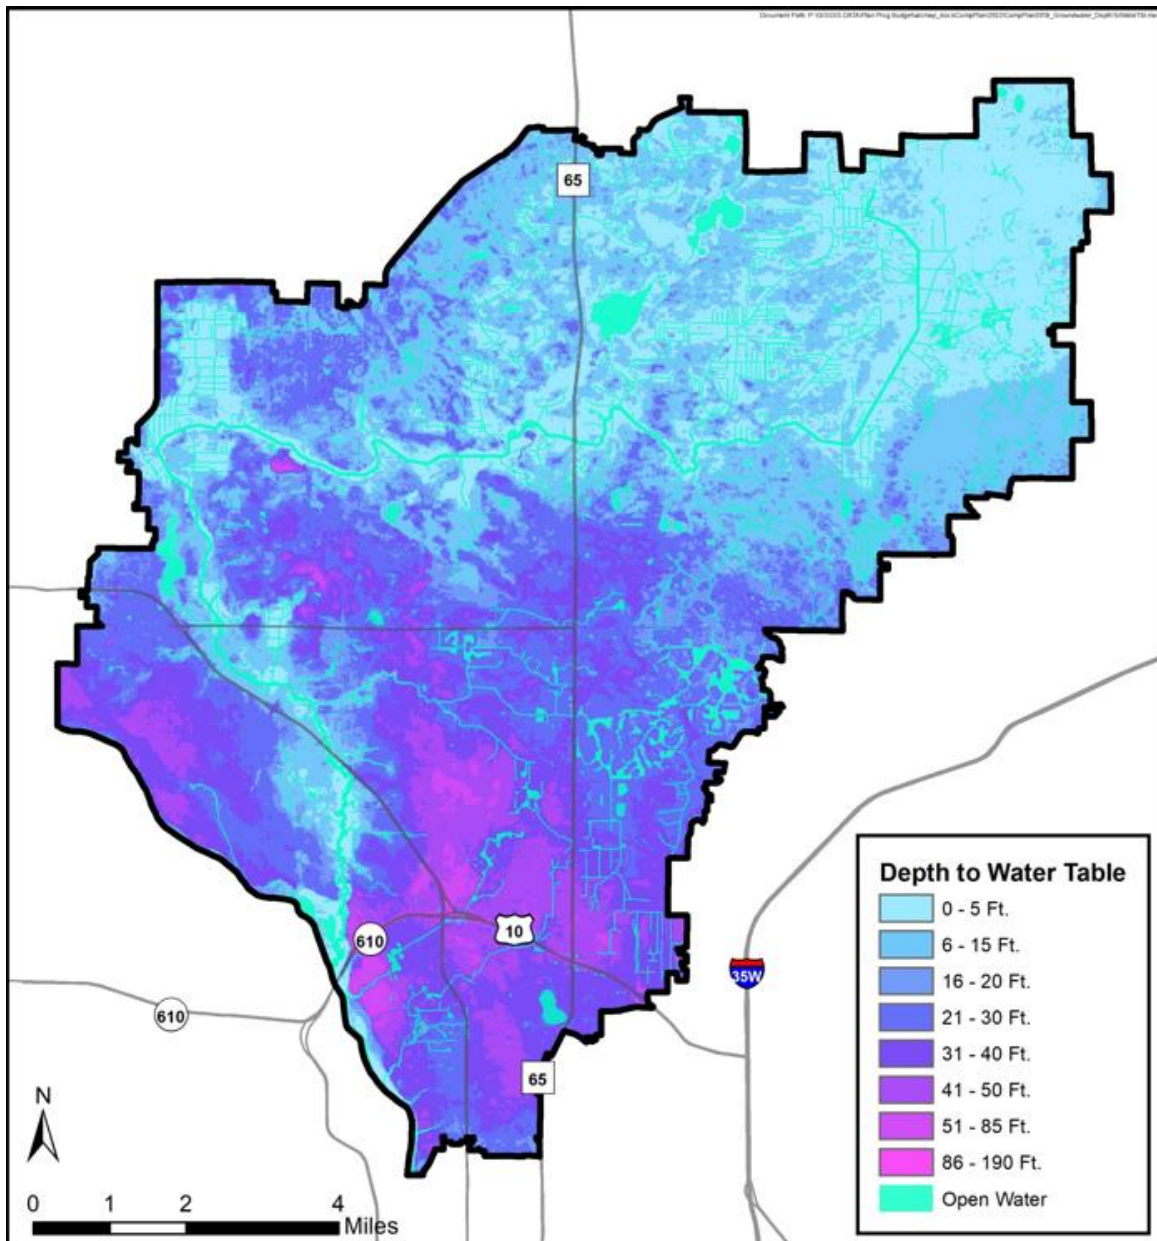 65
610
10
610
35W
65
N
0 1 2 4
Miles
Depth to Water Table
0 - 5 Ft.
6 - 15 Ft.
16 - 20 Ft.
21 - 30 Ft.
31 - 40 Ft.
41 - 50 Ft.
51 - 85 Ft.
86 - 190 Ft.
Open Water